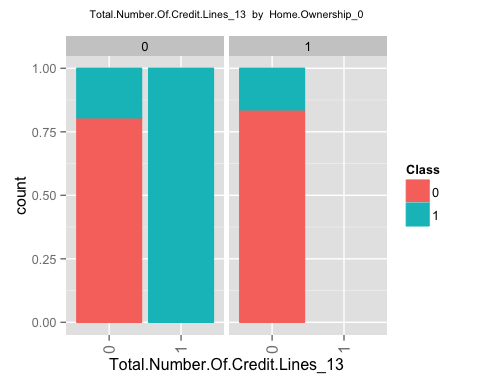 Total.Number.Of.Credit.Lines_13 by Home.Ownership_0
0 1
1.00
0.75
0.50
0.25
0.00
count
0 1 0 1
Total.Number.Of.Credit.Lines_13
Class
0
1